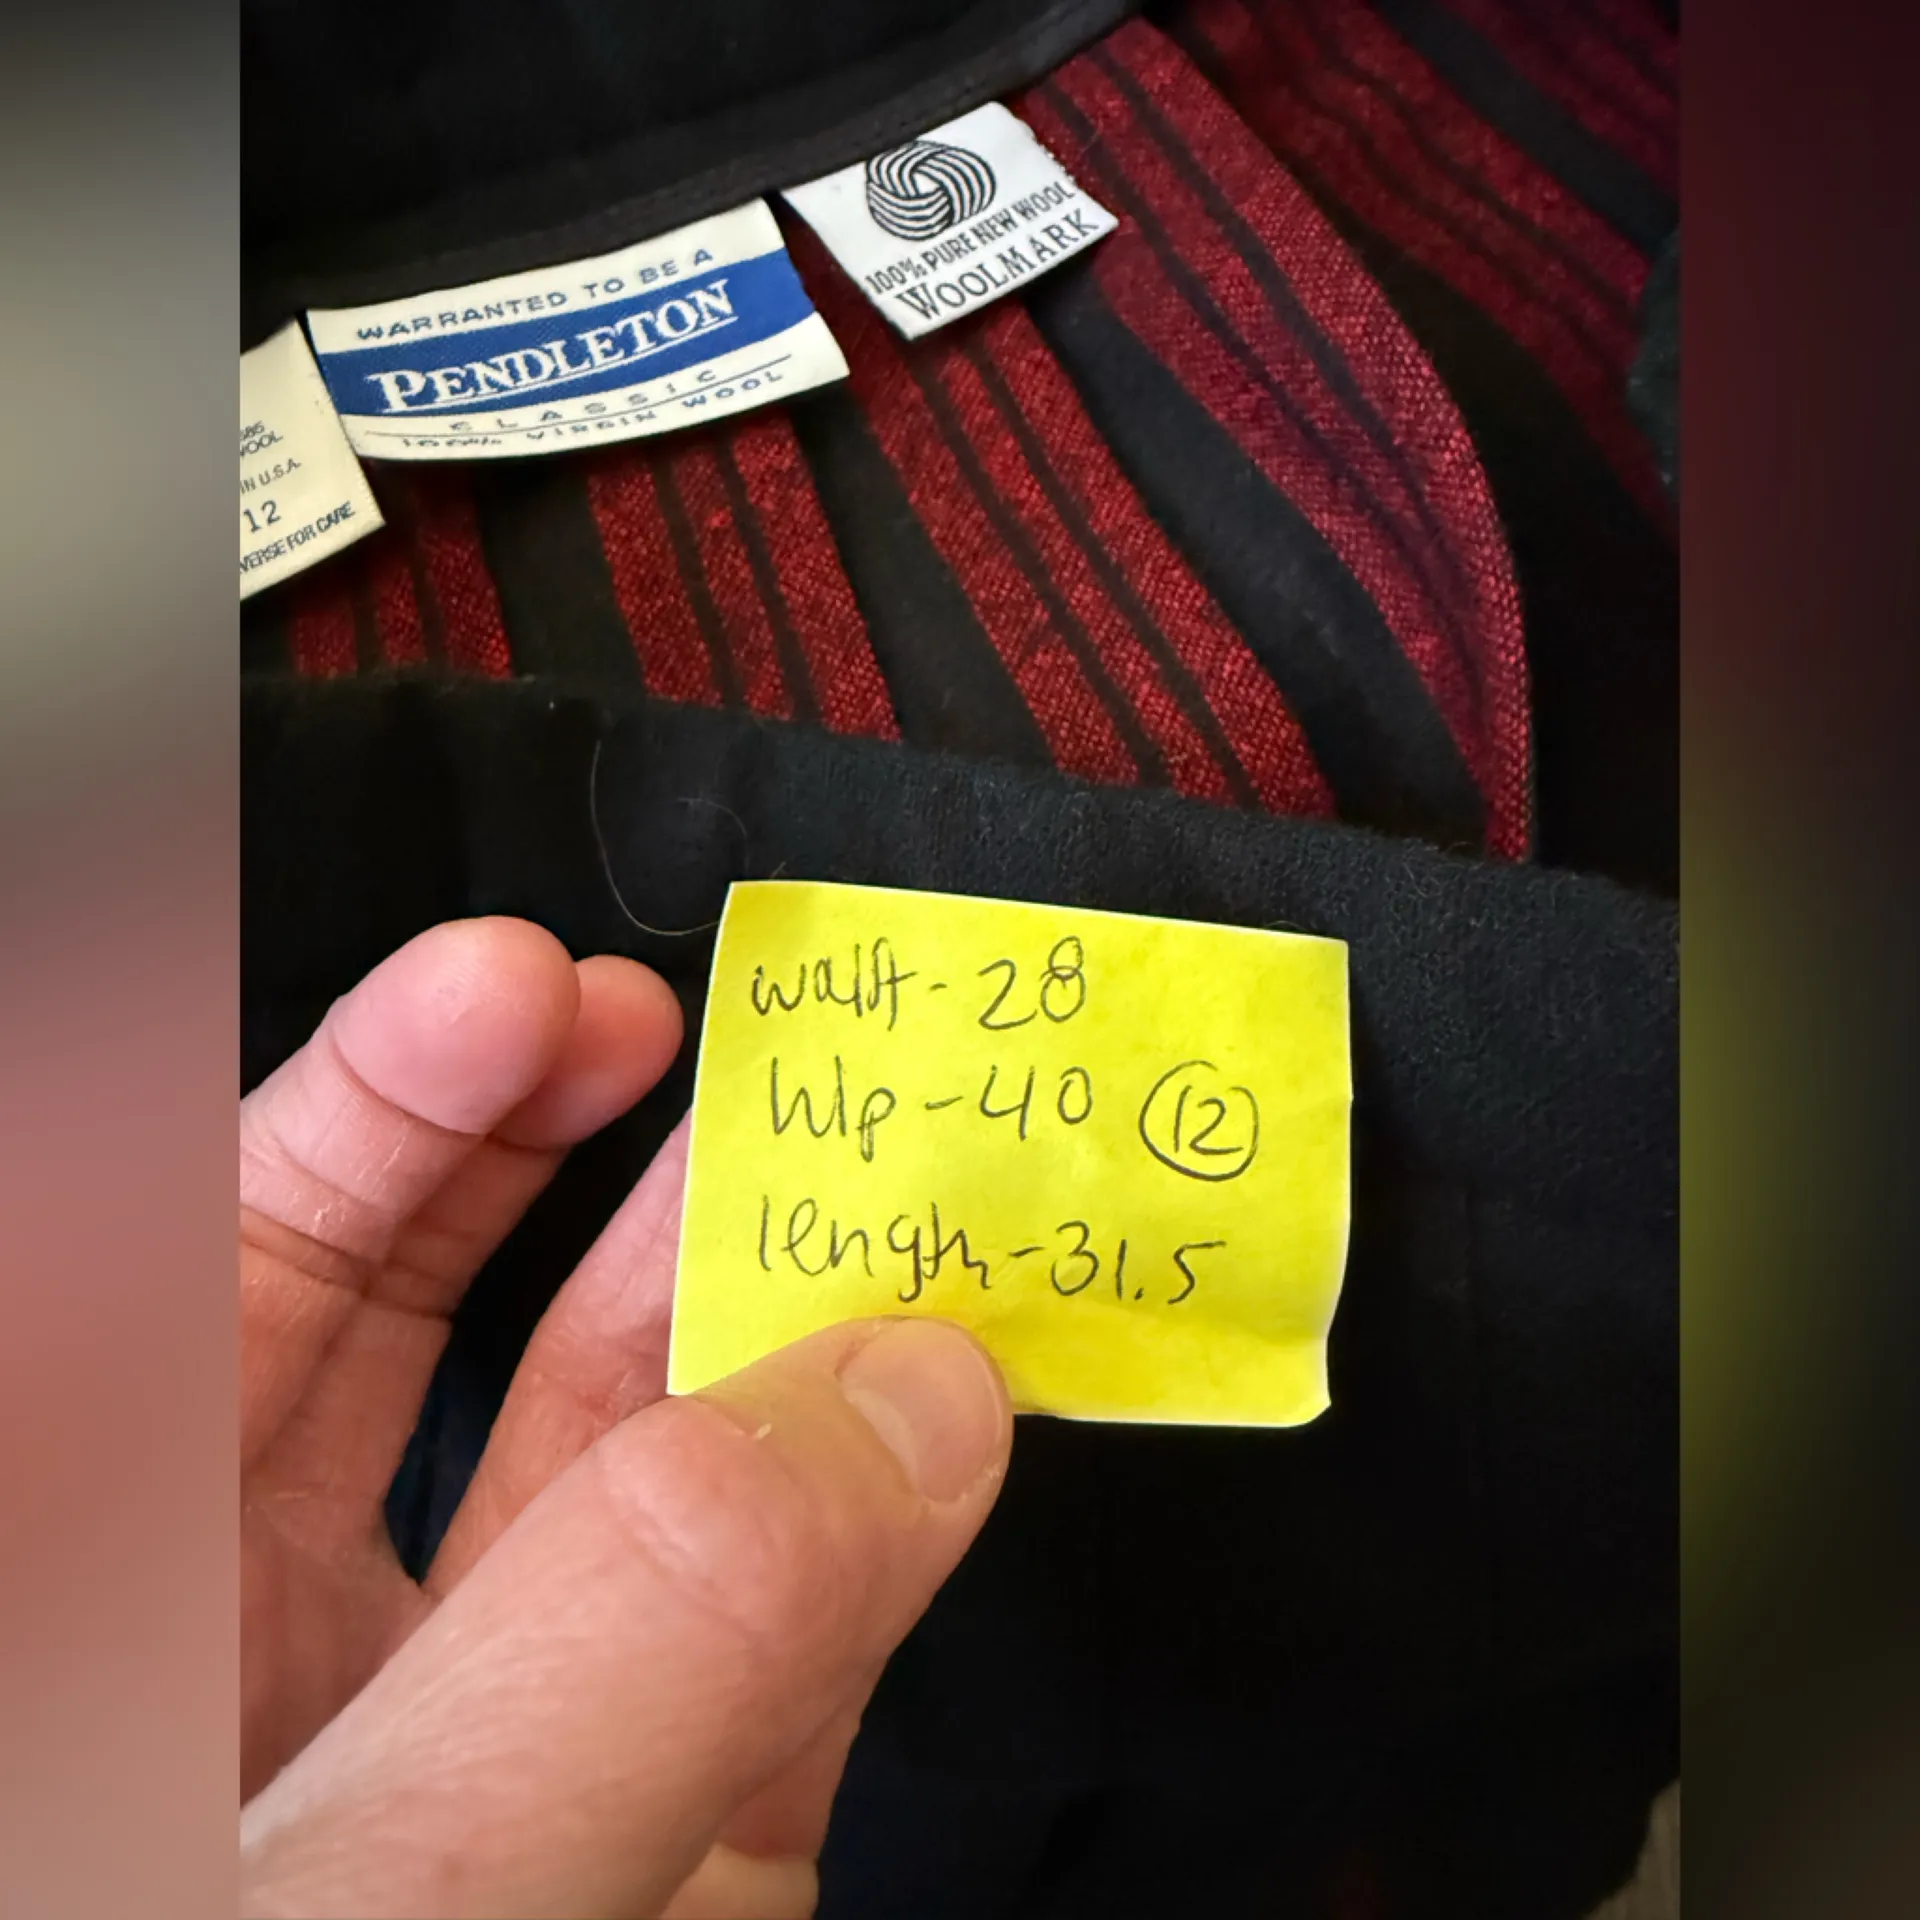 WARRANTED TO BE A
PENDLETON
CLASSIC
100% VIRGIN WOOL
100% PURE NEW WOOL
WOOLMARK
IN U.S.A.
12
VERSE FOR CARE
waist - 28
hip - 40 12
length - 31.5